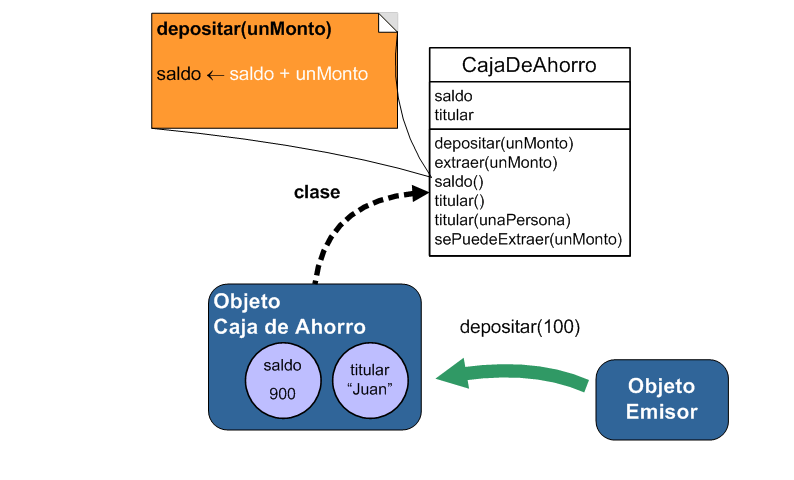 depositar(unMonto)
saldo ← saldo + unMonto
CajaDeAhorro
saldo
titular
depositar(unMonto)
extraer(unMonto)
saldo()
titular()
titular(unaPersona)
sePuedeExtraer(unMonto)
clase
Objeto
Caja de Ahorro
saldo
900
titular
“Juan”
depositar(100)
Objeto
Emisor